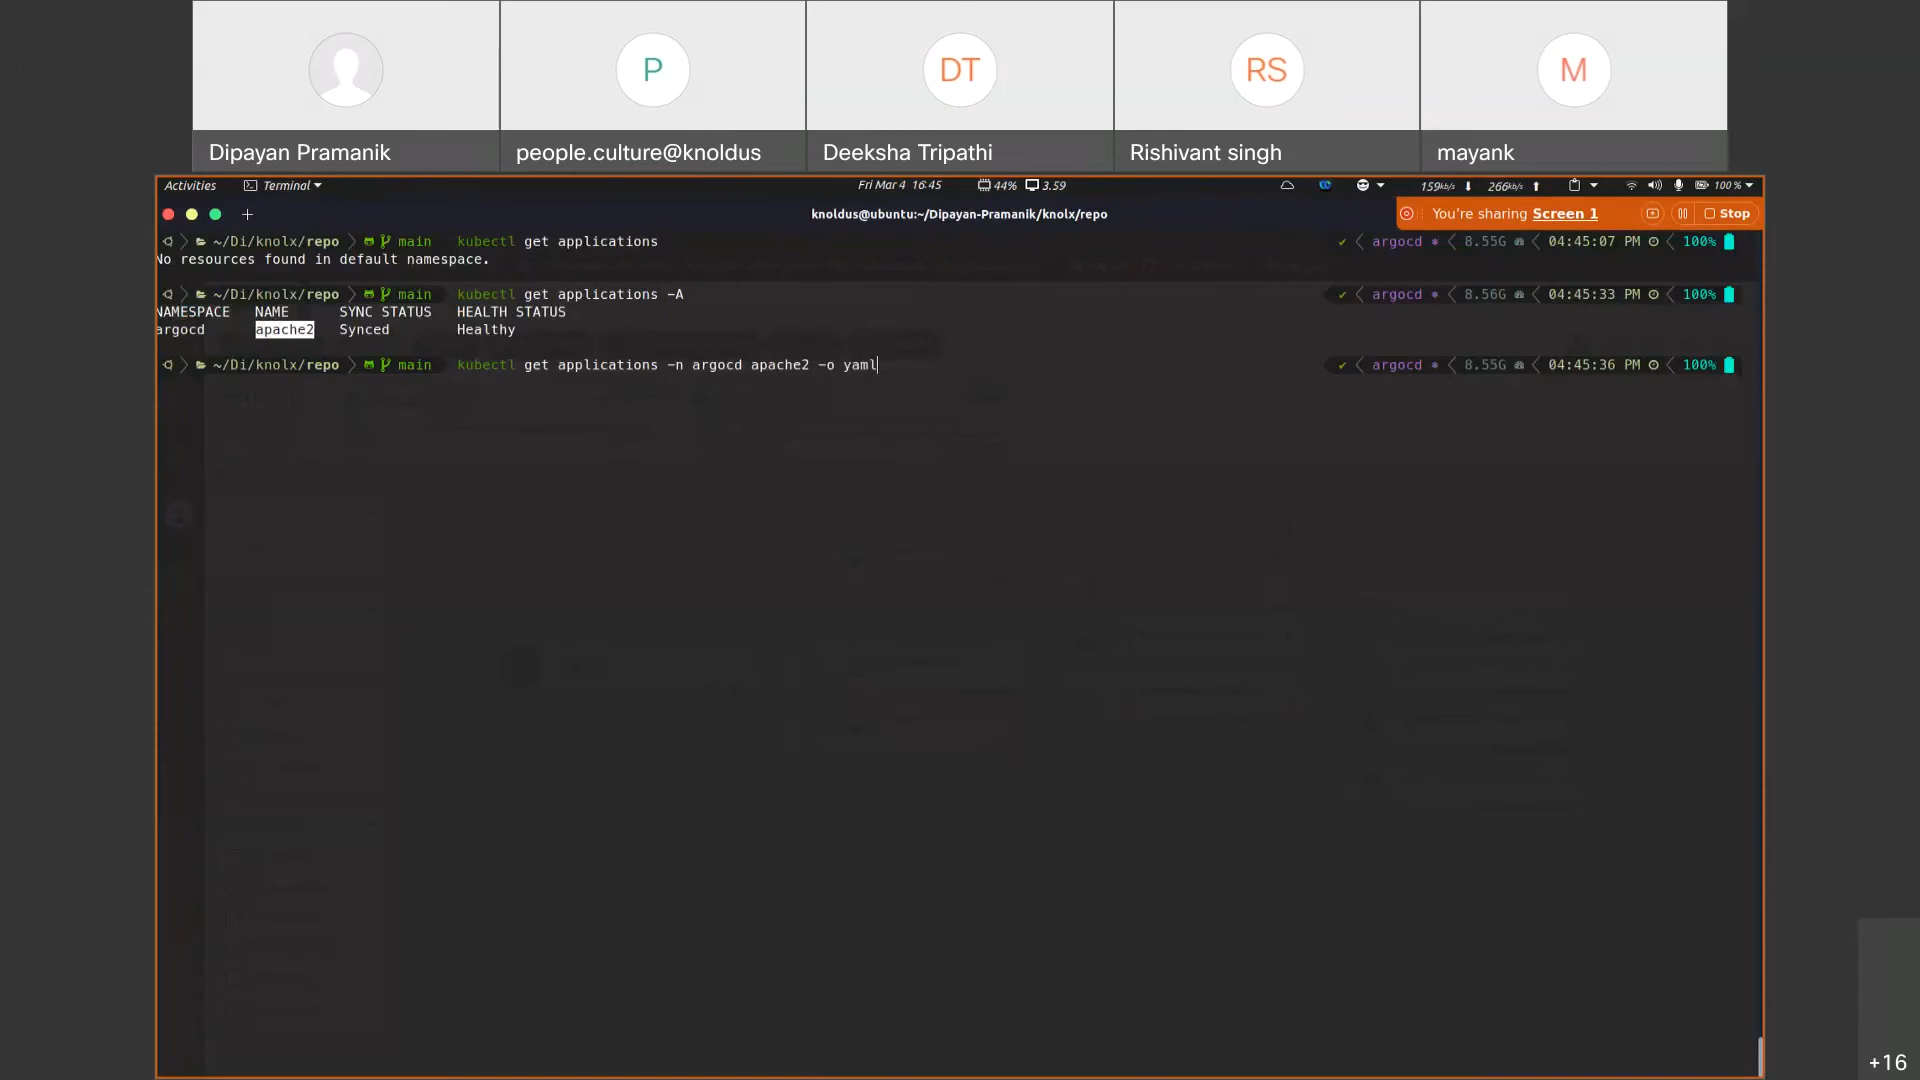 P
DT
RS
M
Dipayan Pramanik
people.culture@knoldus
Deeksha Tripathi
Rishivant singh
mayank
Activities Terminal Fri Mar 4 16:45 44% 3.59 159kb/s 266kb/s 100 %
knoldus@ubuntu:~/Dipayan-Pramanik/knolx/repo
You're sharing Screen 1 Stop
~/Di/knolx/repo main kubectl get applications argocd 8.55G 04:45:07 PM 100%
No resources found in default namespace.
~/Di/knolx/repo main kubectl get applications -A argocd 8.56G 04:45:33 PM 100%
NAMESPACE NAME SYNC STATUS HEALTH STATUS
argocd apache2 Synced Healthy
~/Di/knolx/repo main kubectl get applications -n argocd apache2 -o yaml argocd 8.55G 04:45:36 PM 100%
+16